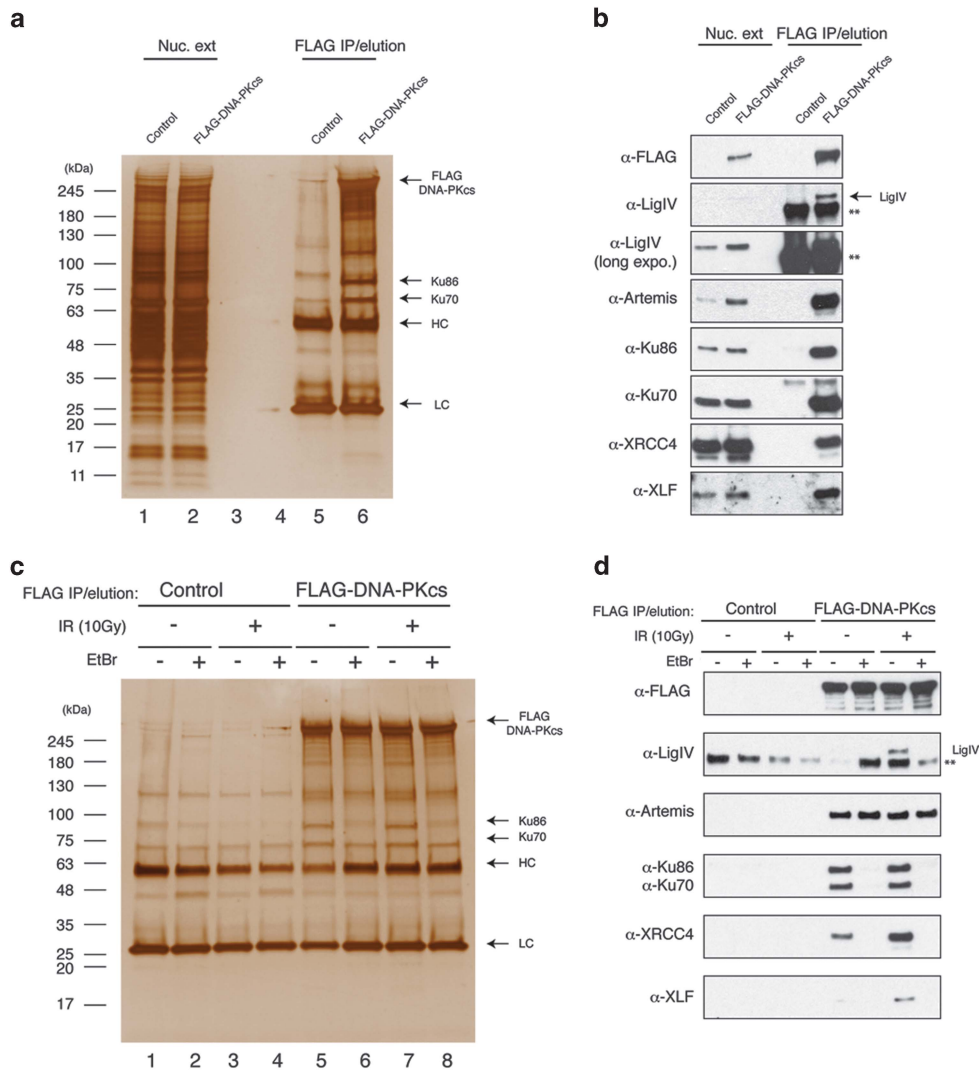 a
Nuc. ext FLAG IP/elution
Control FLAG-DNA-PKcs Control FLAG-DNA-PKcs
(kDa)
245
180
130
100
75
63
48
35
25
20
17
11
FLAG
DNA-PKcs
Ku86
Ku70
HC
LC
1 2 3 4 5 6
b
Nuc. ext FLAG IP/elution
Control FLAG-DNA-PKcs Control FLAG-DNA-PKcs
α-FLAG
α-LigIV LigIV
**
α-LigIV
(long expo.) **
α-Artemis
α-Ku86
α-Ku70
α-XRCC4
α-XLF
c
FLAG IP/elution: Control FLAG-DNA-PKcs
IR (10Gy) - + - +
EtBr - + - + - + - +
(kDa)
245
180
130
100
75
63
48
35
25
20
17
FLAG
DNA-PKcs
Ku86
Ku70
HC
LC
1 2 3 4 5 6 7 8
d
FLAG IP/elution: Control FLAG-DNA-PKcs
IR (10Gy) - + - +
EtBr - + - + - + - +
α-FLAG
α-LigIV LigIV
**
α-Artemis
α-Ku86
α-Ku70
α-XRCC4
α-XLF